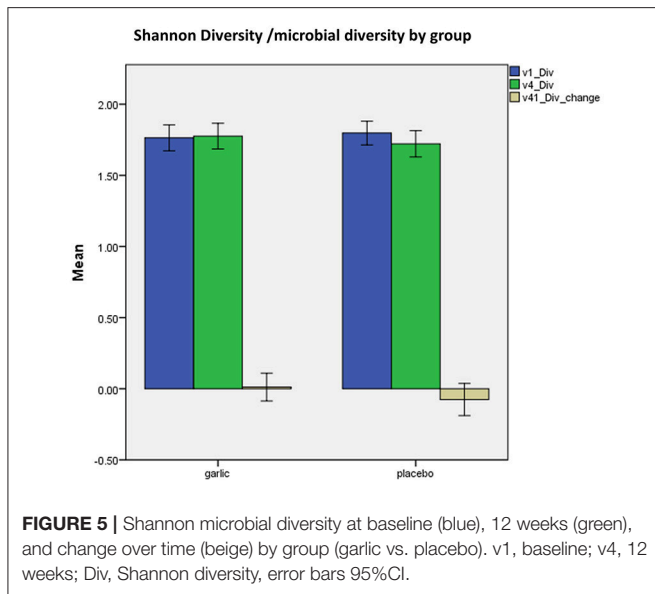 Shannon Diversity /microbial diversity by group
v1_Div
v4_Div
v41_Div_change
2.00
1.50
1.00
0.50
0.00
-0.50
Mean
garlic
placebo
FIGURE 5 | Shannon microbial diversity at baseline (blue), 12 weeks (green),
and change over time (beige) by group (garlic vs. placebo). v1, baseline; v4, 12
weeks; Div, Shannon diversity, error bars 95%CI.